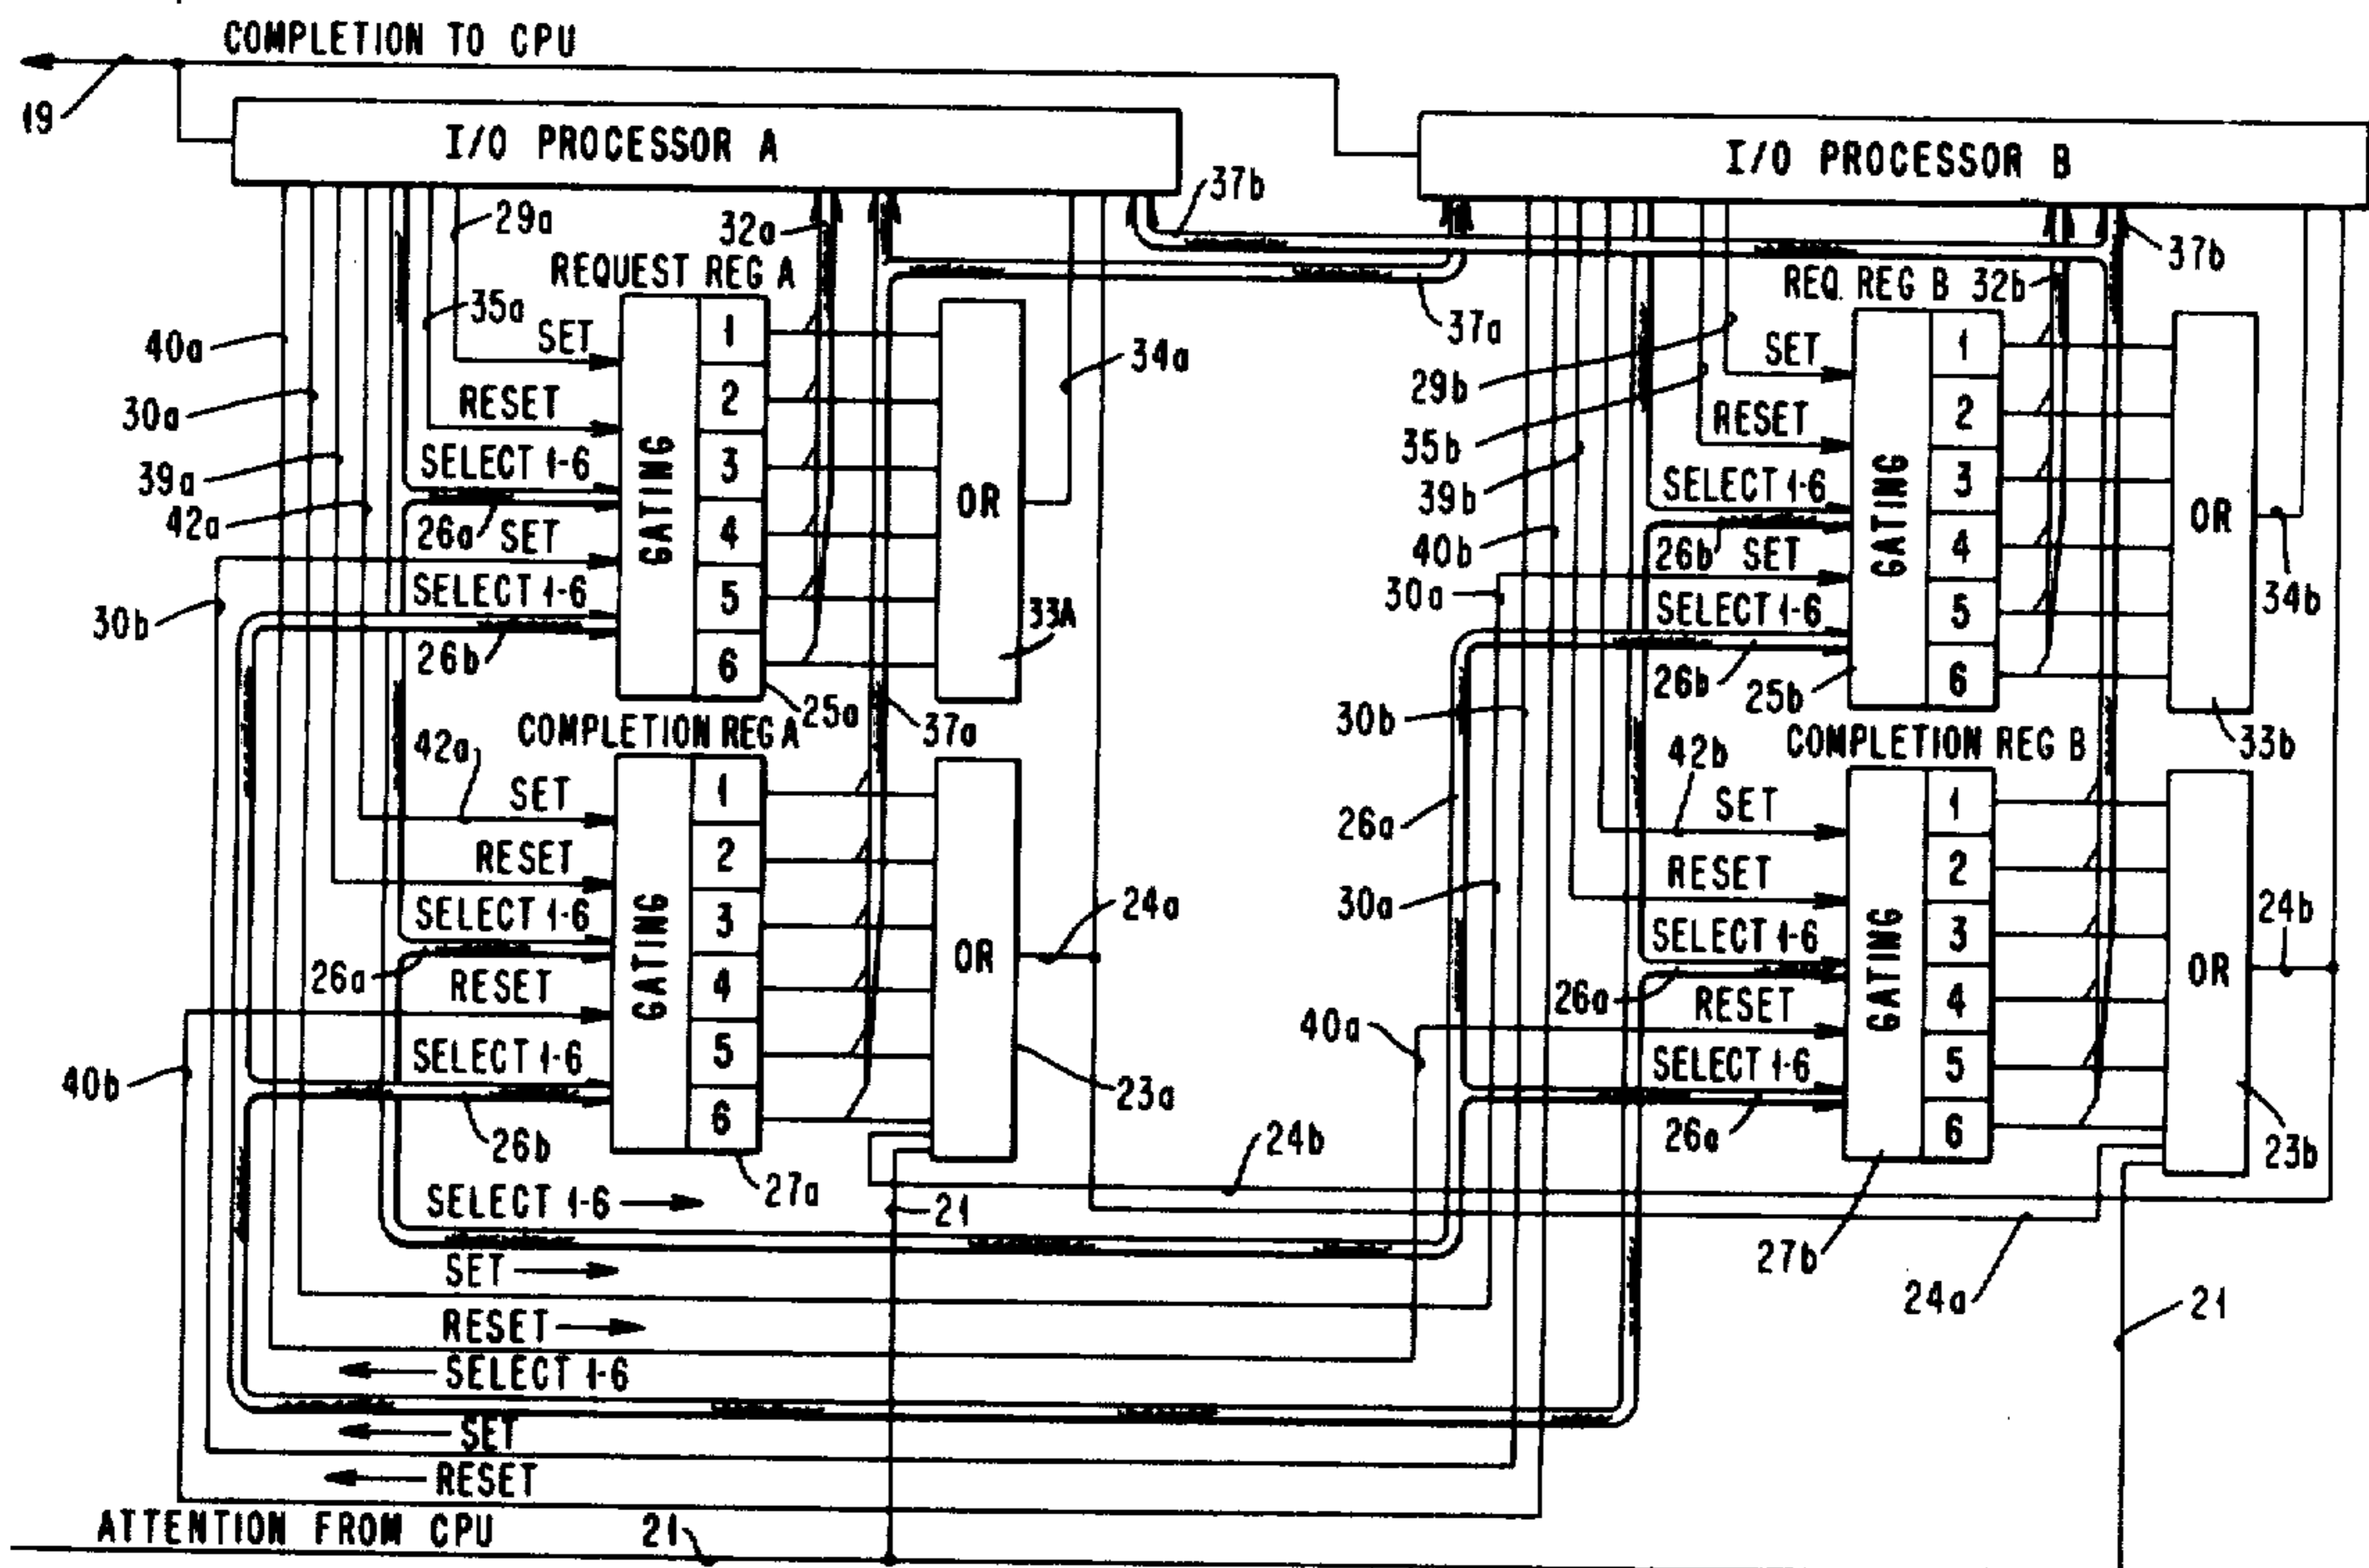 COMPLETION TO CPU
19
I/O PROCESSOR A
I/O PROCESSOR B
29a
32a
37b
37b
REQUEST REG A
REQ. REG B 32b
35a
37a
40a
SET
1
34a
29b
SET
1
30a
RESET
2
35b
RESET
2
39a
SELECT 1-6
3
39b
SELECT 1-6
3
42a
26a SET
GATING
4
OR
40b
26b SET
GATING
4
OR
30b
SELECT 1-6
5
33A
30a
SELECT 1-6
5
34b
26b
6
25a
37a
30b
26b
25b
6
33b
COMPLETION REG A
COMPLETION REG B
42a
SET
1
26a
42b
SET
1
RESET
2
RESET
2
SELECT 1-6
3
24a
30a
SELECT 1-6
3
24b
26a
RESET
GATING
4
OR
40a
26a
RESET
GATING
4
OR
40b
SELECT 1-6
5
23a
SELECT 1-6
5
26b
6
27a
24b
26a
6
23b
SELECT 1-6
21
27b
24a
21
SET
RESET
SELECT 1-6
SET
RESET
ATTENTION FROM CPU
21